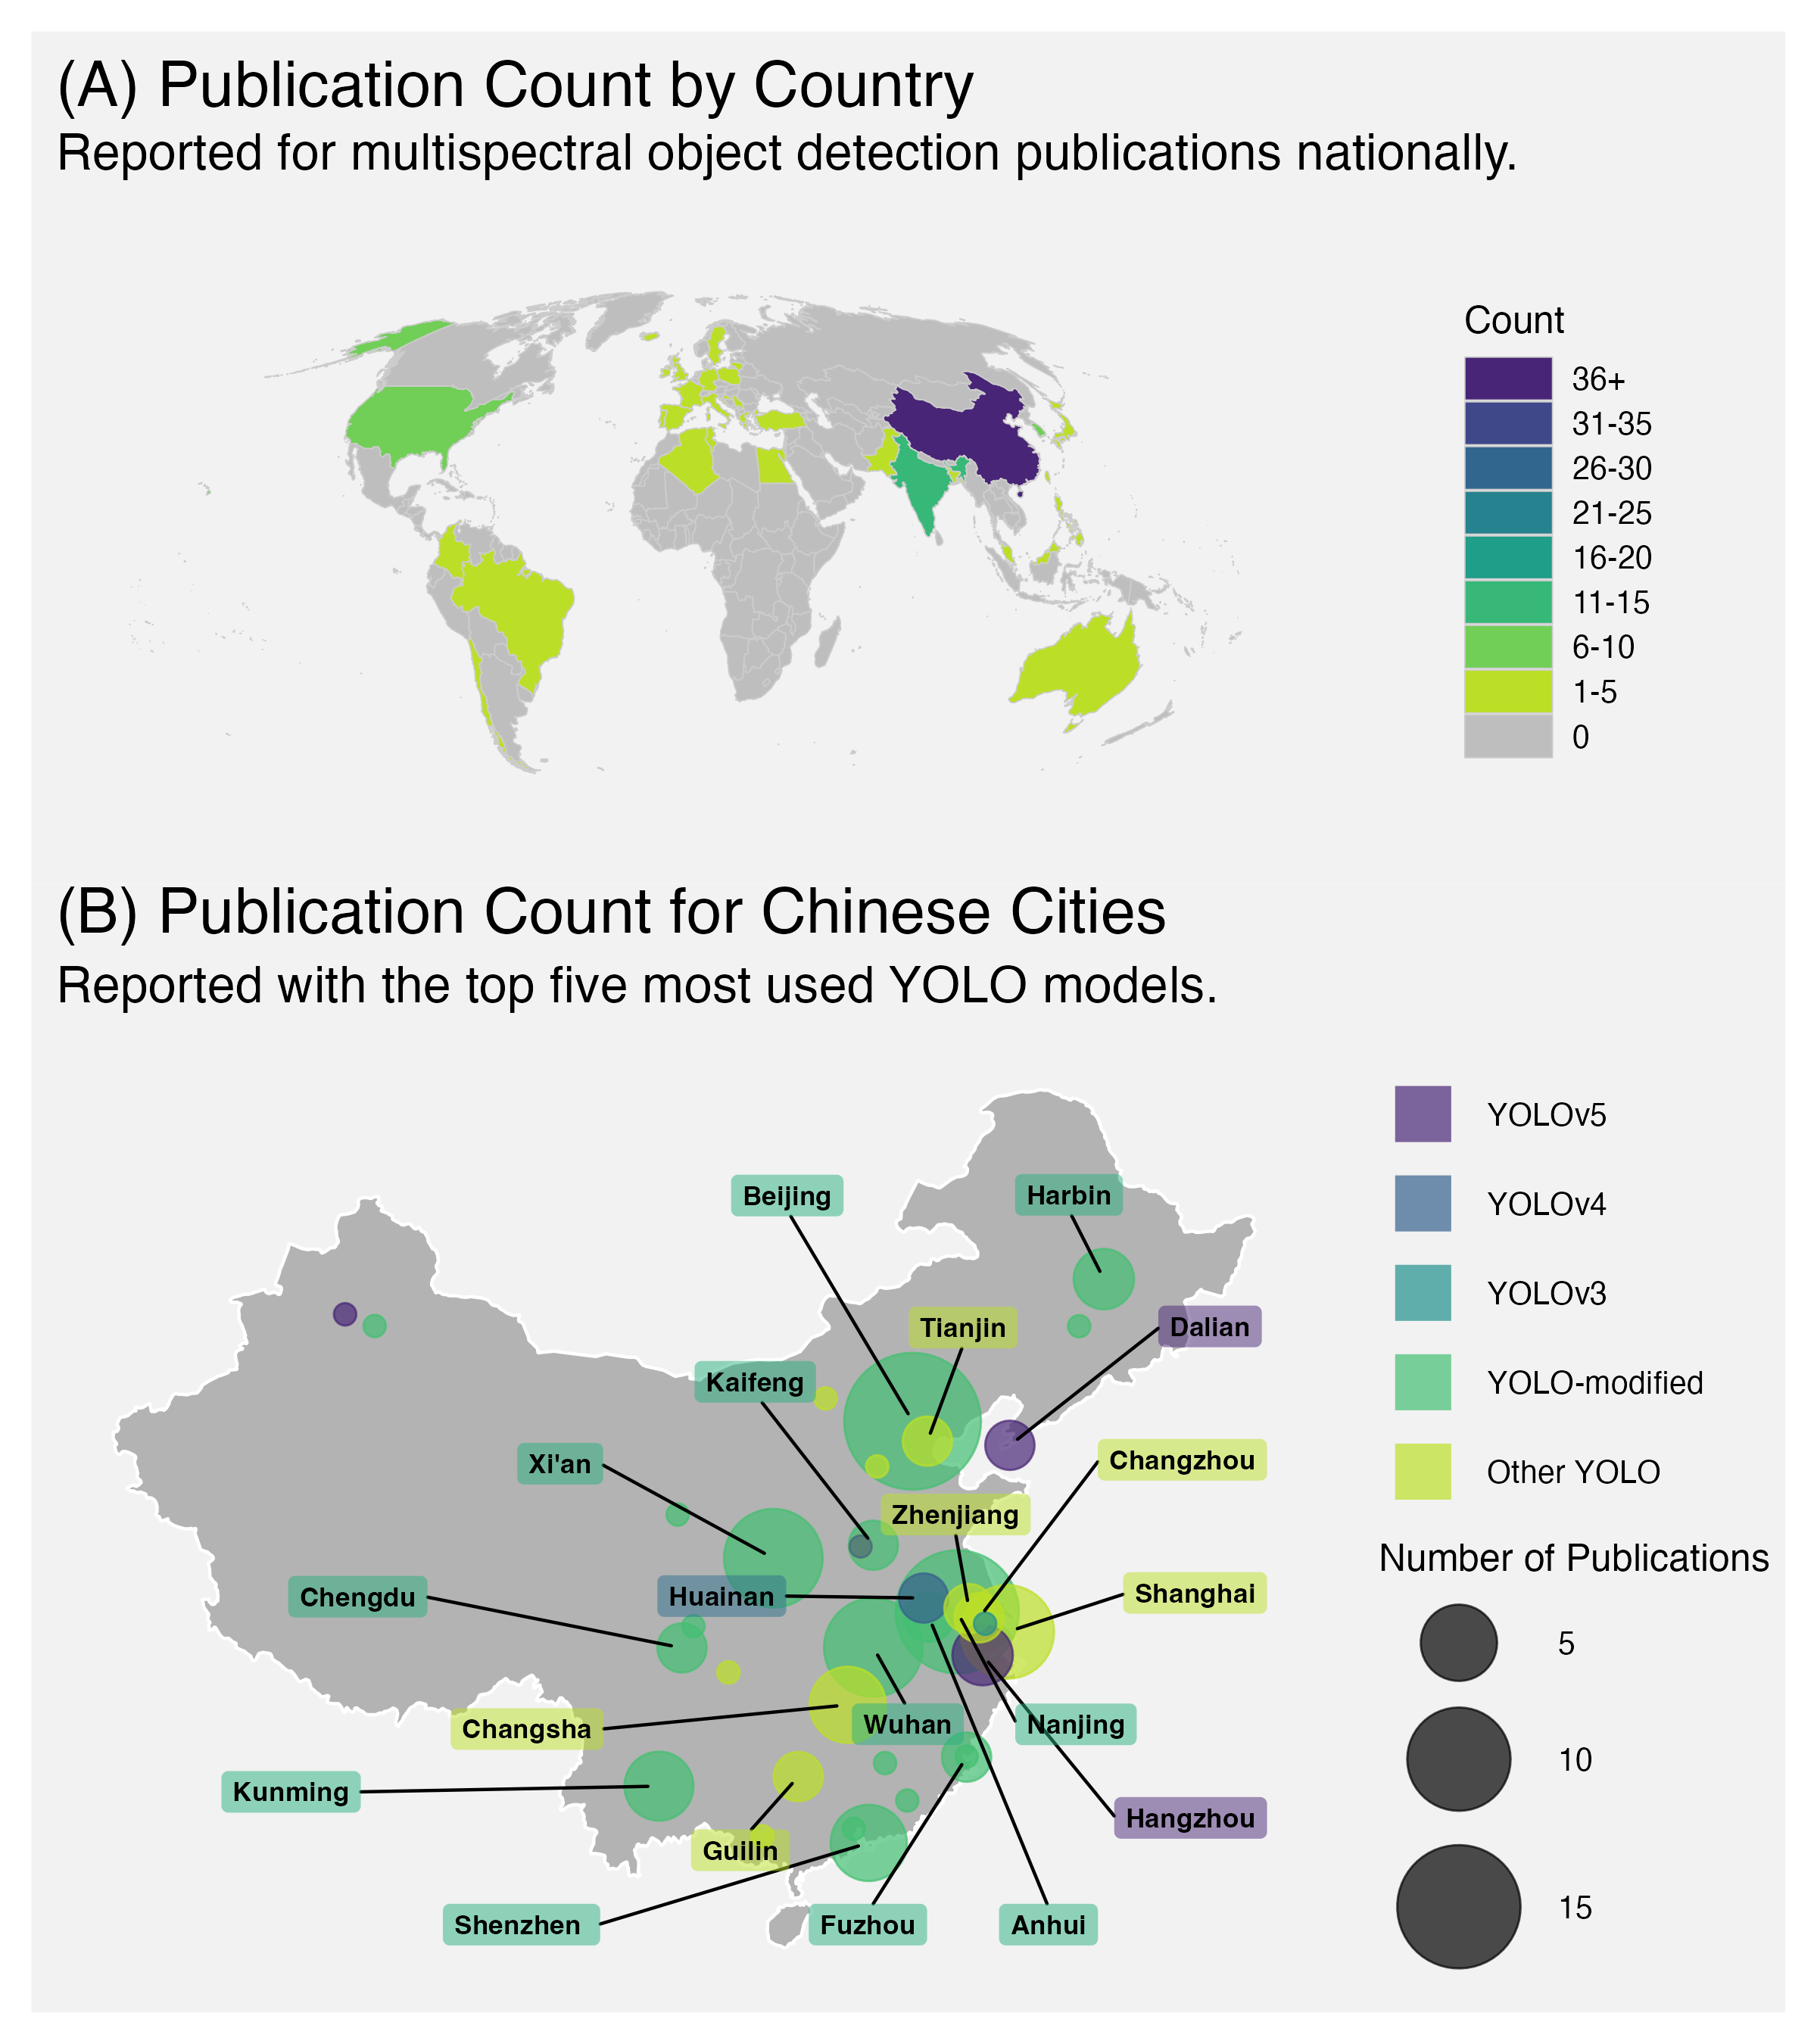 (A) Publication Count by Country
Reported for multispectral object detection publications nationally.
Count
36+
31-35
26-30
21-25
16-20
11-15
6-10
1-5
0
(B) Publication Count for Chinese Cities
Reported with the top five most used YOLO models.
YOLOv5
YOLOv4
YOLOv3
YOLO-modified
Other YOLO
Number of Publications
5
10
15
Beijing
Harbin
Tianjin
Dalian
Kaifeng
Xi'an
Changzhou
Zhenjiang
Chengdu
Huainan
Shanghai
Changsha
Wuhan
Nanjing
Kunming
Guilin
Hangzhou
Shenzhen
Fuzhou
Anhui